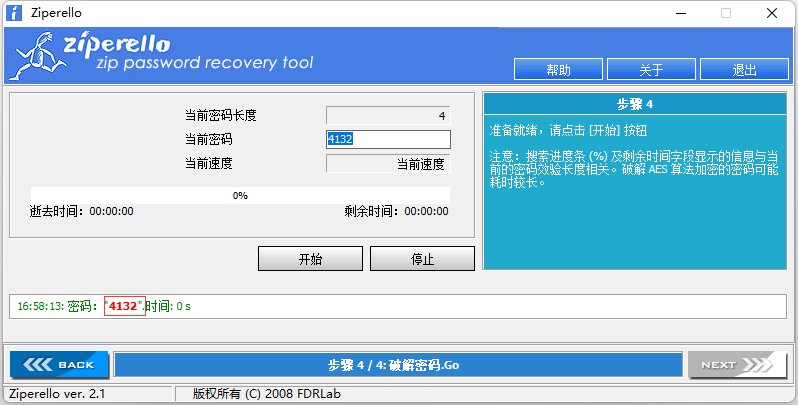 Ziperello
ziperello
zip password recovery tool
帮助
关于
退出
当前密码长度
4
当前密码
4132
当前速度
当前速度
0%
逝去时间：00:00:00
剩余时间：00:00:00
开始
停止
步骤 4
准备就绪，请点击 [开始] 按钮
注意：搜索进度条 (%) 及剩余时间字段显示的信息与当
前的密码效验长度相关。破解 AES 算法加密的密码可能
耗时较长。
16:58:13: 密码："4132".时间: 0 s
BACK
步骤 4 / 4: 破解密码.Go
NEXT
Ziperello ver. 2.1
版权所有 (C) 2008 FDRLab